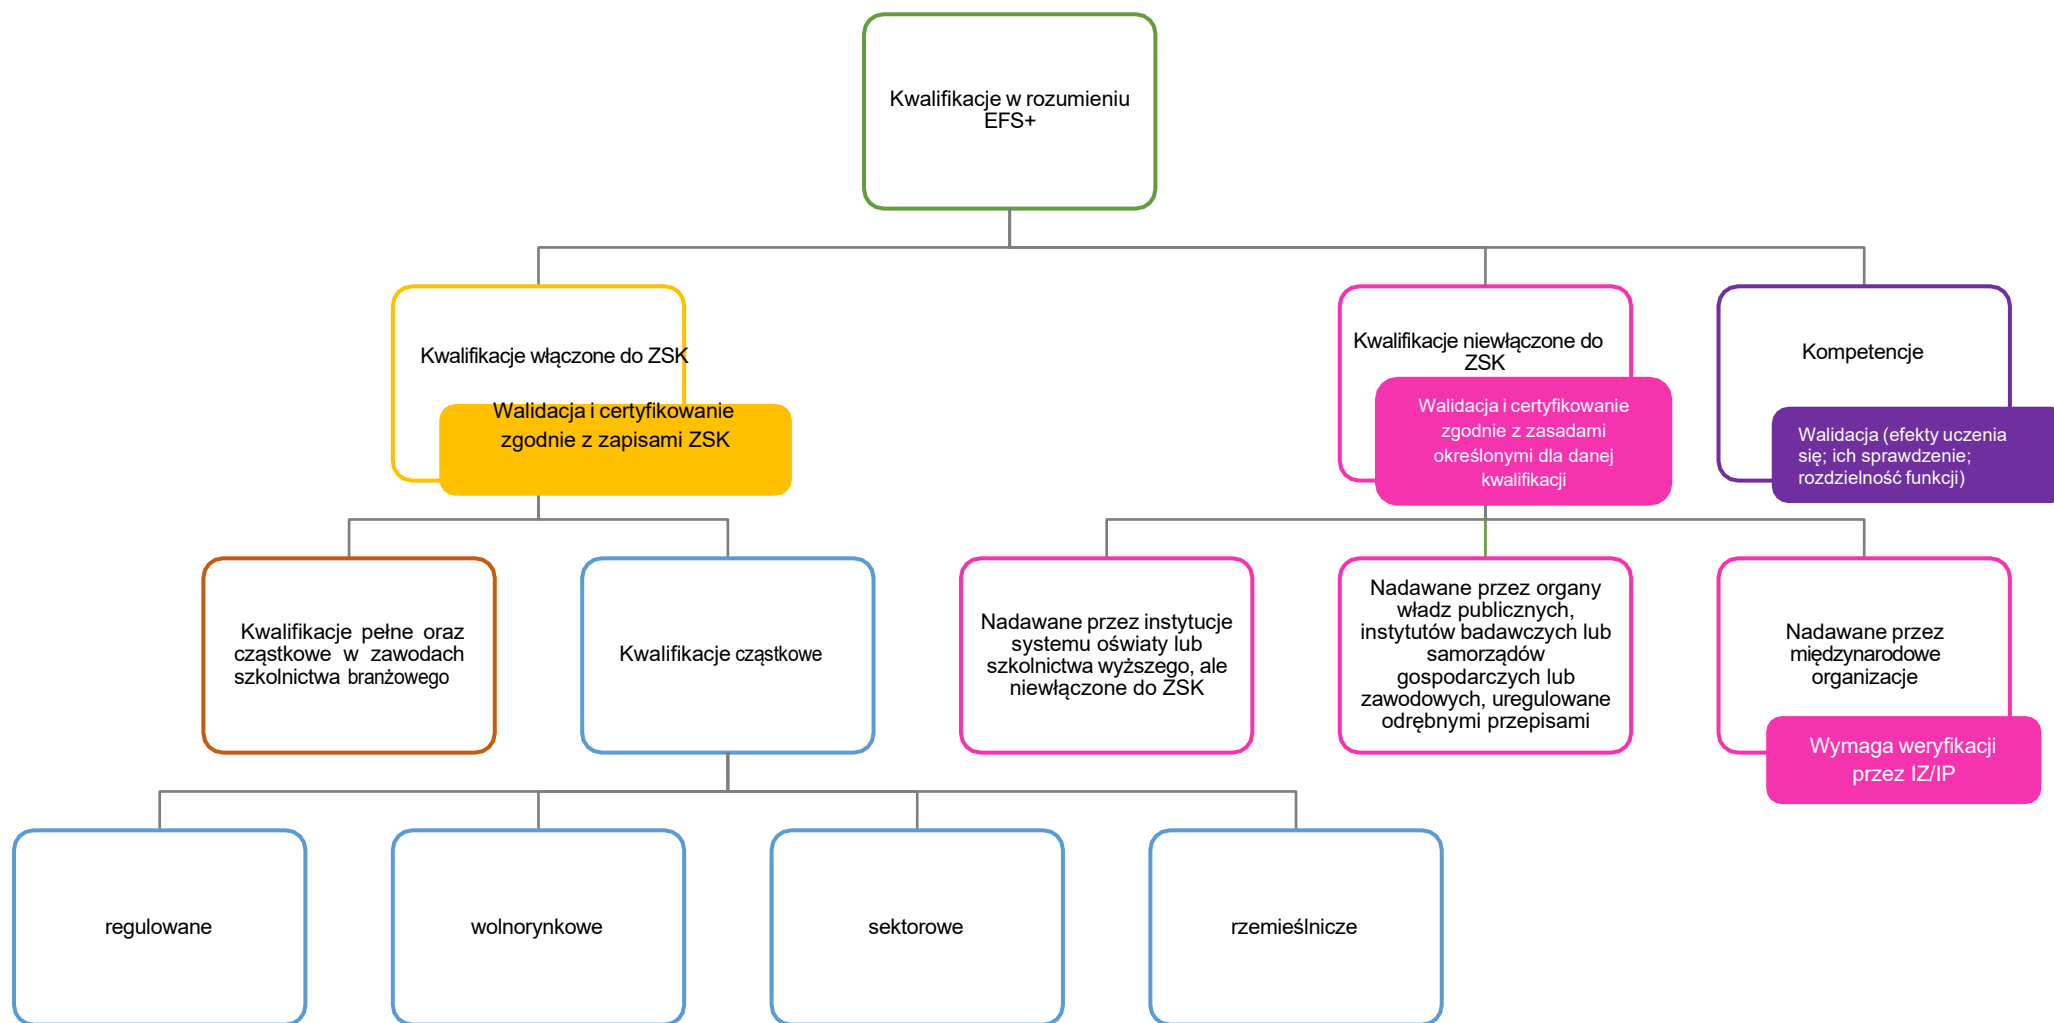 Kwalifikacje w rozumieniu
EFS+
Kwalifikacje włączone do ZSK
Walidacja i certyfikowanie
zgodnie z zapisami ZSK
Kwalifikacje niewłączone do
ZSK
Walidacja i certyfikowanie
zgodnie z zasadami
określonymi dla danej
kwalifikacji
Kompetencje
Walidacja (efekty uczenia
się; ich sprawdzenie;
rozdzielność funkcji)
Kwalifikacje pełne oraz
cząstkowe w zawodach
szkolnictwa branżowego
Kwalifikacje cząstkowe
Nadawane przez instytucje
systemu oświaty lub
szkolnictwa wyższego, ale
niewłączone do ZSK
Nadawane przez organy
władz publicznych,
instytutów badawczych lub
samorządów
gospodarczych lub
zawodowych, uregulowane
odrębnymi przepisami
Nadawane przez
międzynarodowe
organizacje
Wymaga weryfikacji
przez IZ/IP
regulowane
wolnorynkowe
sektorowe
rzemieślnicze